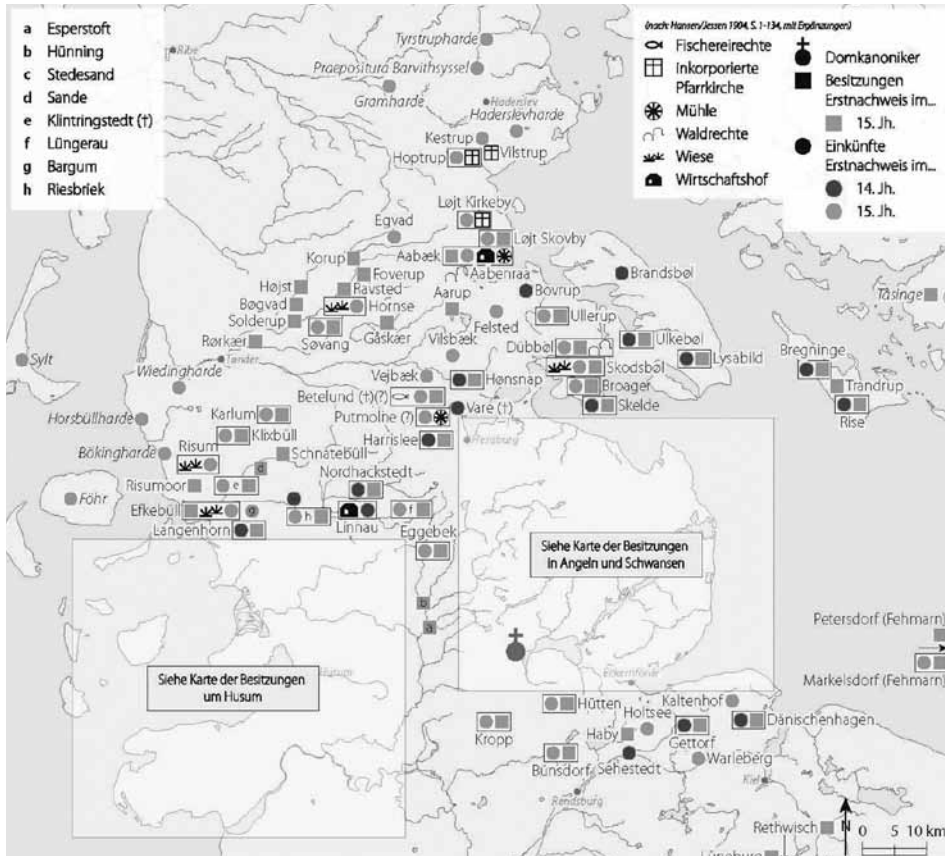 a Esperstoft
b Hünning
c Stedesand
d Sande
e Klintringstedt (†)
f Lüngerau
g Bargum
h Riesbriek
(nach: Hansen/Jessen 1904, S. 1-134, mit Ergänzungen)
Fischereirechte
Inkorporierte
Pfarrkirche
Mühle
Waldrechte
Wiese
Wirtschaftshof
Domkanoniker
Besitzungen
Erstnachweis im...
15. Jh.
Einkünfte
Erstnachweis im...
14. Jh.
15. Jh.
Ribe
Tyrstrupharde
Praepositura Barvithsyssel
Gramharde
Haderslev
Haderslevharde
Kestrup
Vilstrup
Hoptrup
Løjt Kirkeby
Egvad
Løjt Skovby
Aabæk
Aabenraa
Korup
Foverup
Ravsted
Højst
Bøgvad
Hornse
Solderup
Søvang
Gåskær
Aarup
Felsted
Bovrup
Brandsbøl
Ullerup
Tåsinge
Rørkær
Tønder
Vilsbæk
Dübbøl
Ulkebøl
Lysabild
Bregninge
Sylt
Wiedingharde
Vejbæk
Hønsnap
Skodsbøl
Trandrup
Betelund (†)(?)
Broager
Rise
Horsbüllharde
Karlum
Putmolne (?)
Vare (†)
Skelde
Klixbüll
Harrislee
Flensburg
Bökingharde
Risum
Schnatebüll
d
Nordhackstedt
Föhr
Risumoor
e
Efkebüll
g
h
Linnau
f
Langenhorn
Eggebek
Siehe Karte der Besitzungen
in Angeln und Schwansen
b
a
Siehe Karte der Besitzungen
um Husum
Husum
Petersdorf (Fehmarn)
Markelsdorf (Fehmarn)
Eckernförde
Hütten
Kaltenhof
Holtsee
Dänischenhagen
Kropp
Haby
Gettorf
Bünsdorf
Sehestedt
Warleberg
Kiel
Rendsburg
Rethwisch
N
0 5 10 km
Lüneburg